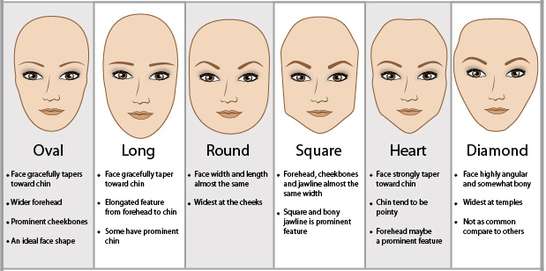 Oval
• Face gracefully tapers
toward chin
• Wider forehead
• Prominent cheekbones
• An ideal face shape
Long
• Face gracefully taper
toward chin
• Elongated feature
from forehead to chin
• Some have prominent
chin
Round
• Face width and length
almost the same
• Widest at the cheeks
Square
• Forehead, cheekbones
and jawline almost the
same width
• Square and bony
jawline is prominent
feature
Heart
• Face strongly taper
toward chin
• Chin tend to be
pointy
• Forehead maybe
a prominent feature
Diamond
• Face highly angular
and somewhat bony
• Widest at temples
• Not as common
compare to others